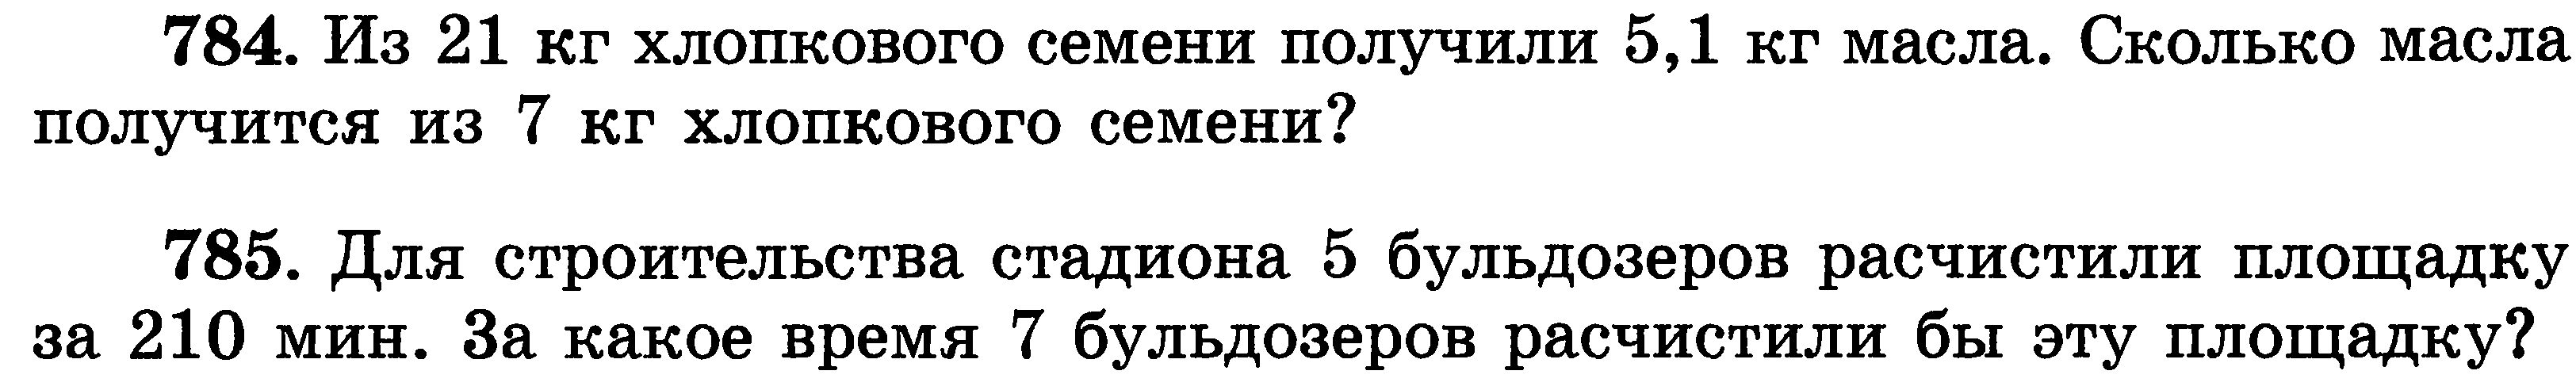 784. Из 21 кг хлопкового семени получили 5,1 кг масла. Сколько масла
получится из 7 кг хлопкового семени?
785. Для строительства стадиона 5 бульдозеров расчистили площадку
за 210 мин. За какое время 7 бульдозеров расчистили бы эту площадку?